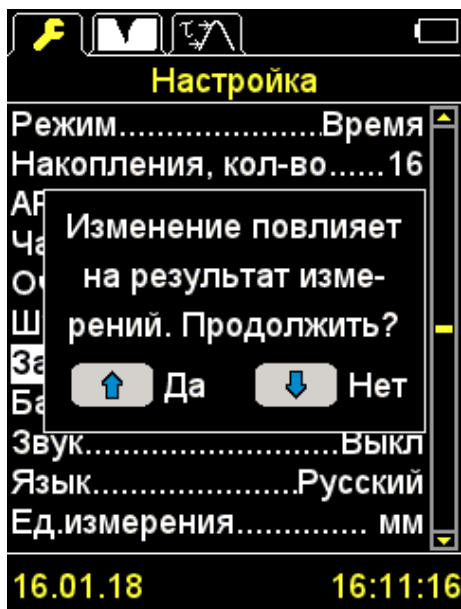 τ
Настройка
Режим.....................Время
Накопления, кол-во......16
Изменение повлияет
на результат изме-
рений. Продолжить?
Да Нет
Звук.......................Выкл
Язык..................Русский
Ед.измерения.............. мм
16.01.18 16:11:16